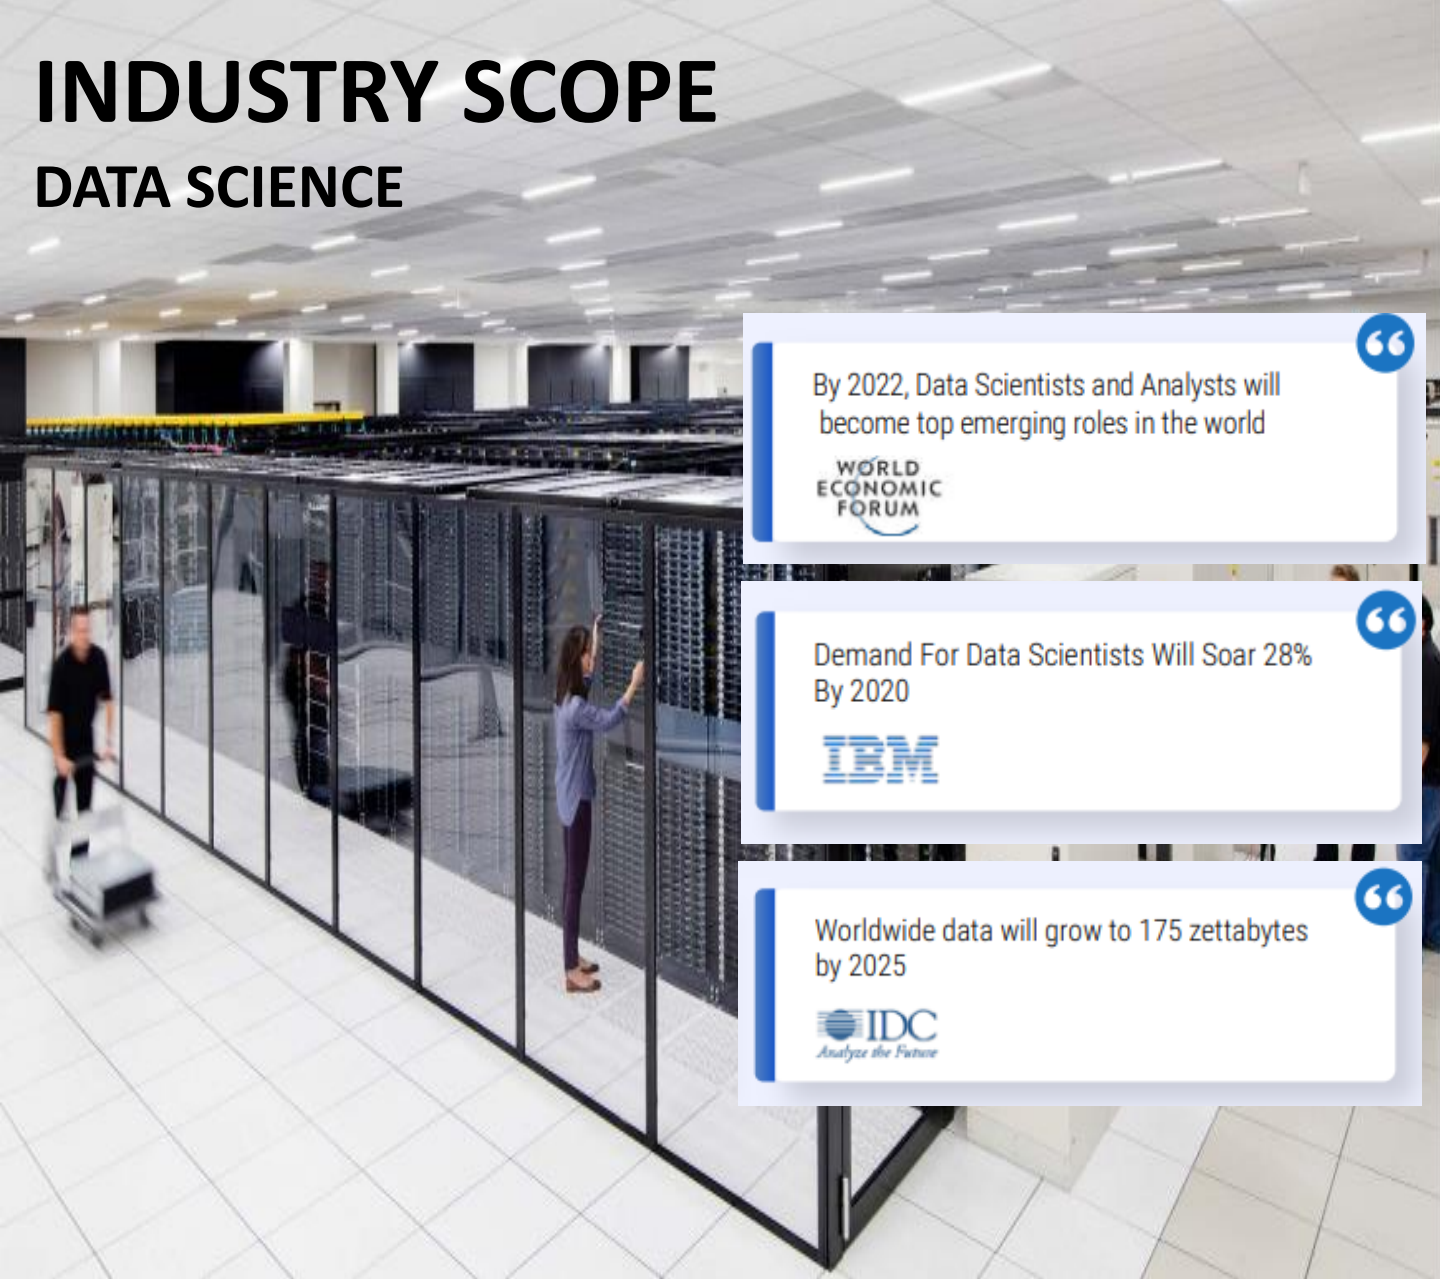 INDUSTRY SCOPE
DATA SCIENCE
By 2022, Data Scientists and Analysts will
become top emerging roles in the world
WORLD
ECONOMIC
FORUM
Demand For Data Scientists Will Soar 28%
By 2020
IBM
Worldwide data will grow to 175 zettabytes
by 2025
IDC
Analyze the Future